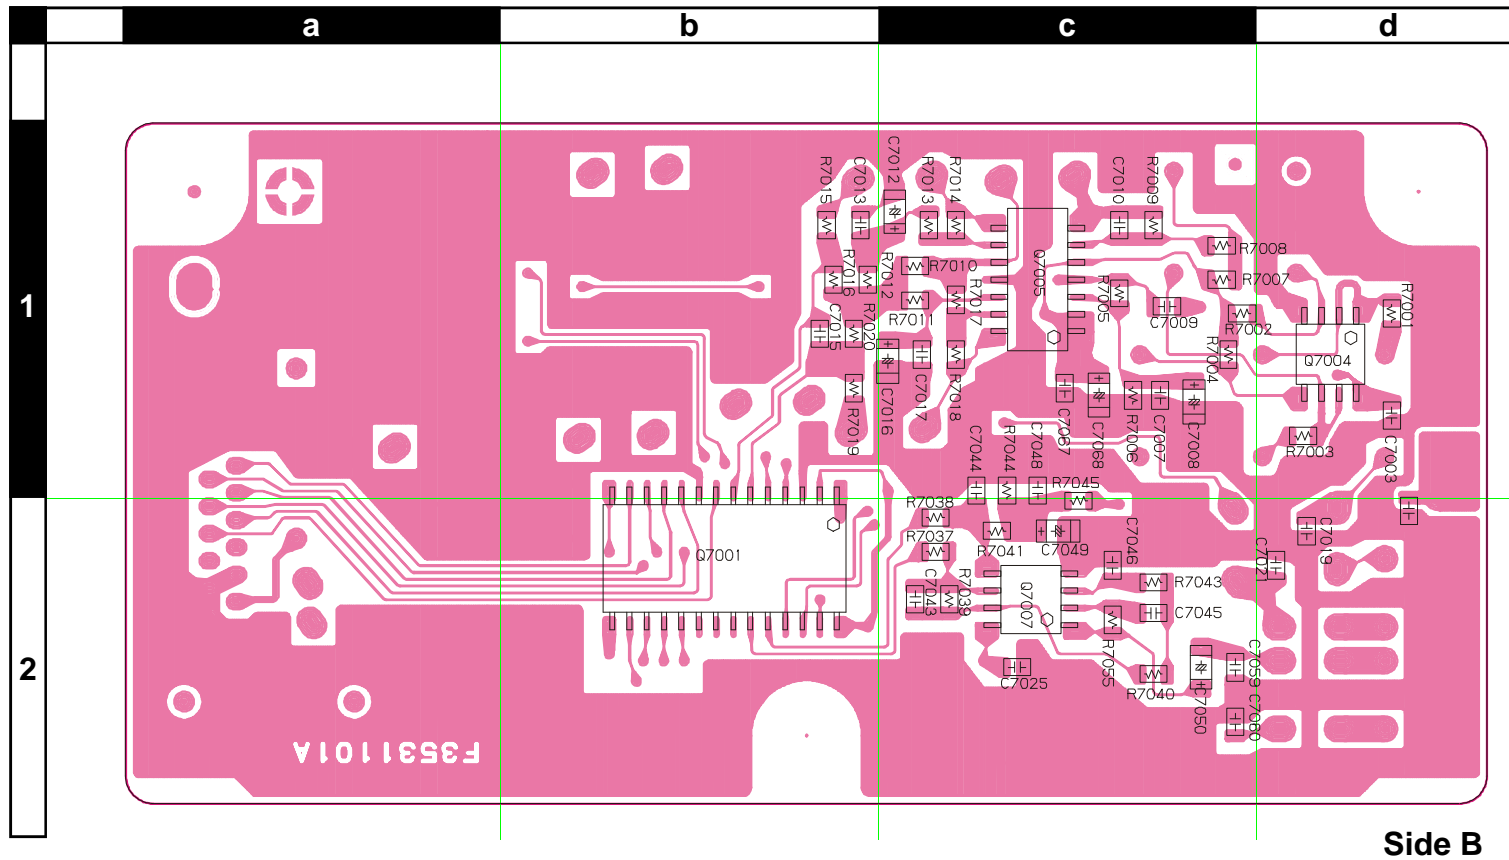 a b c d
1
C7012
R7015 C7013 R7013 R7014 C7010 R7009
R7008
R7010
R7016 R7012 Q7005 R7007
R7011 R7017 R7005 C7009 R7002 R7001
C7015 R7020
R7004 Q7004
C7016 C7017 R7018
R7019 C7067 C7068 R7006 C7007 C7008 R7003 C7003
C7044 R7044 C7048 R7045
R7038
R7037 R7041 C7049 C7046 C7021 C7019
Q7001
C7043 R7039 Q7007 R7043
C7045
2
C7025 R7055 R7040 C7050 C7059
C7060
F3531101A
Side B